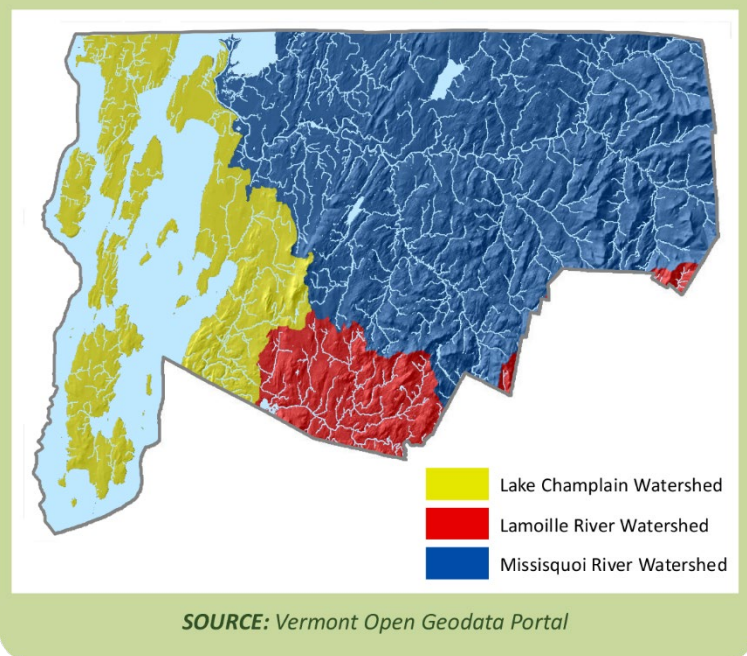 Lake Champlain Watershed
Lamoille River Watershed
Missisquoi River Watershed
SOURCE: Vermont Open Geodata Portal